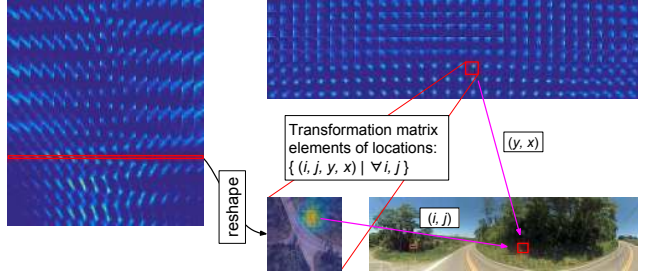 Transformation matrix
elements of locations:
{ (i, j, y, x) | ∀ i, j }
(y, x)
(i, j)
reshape